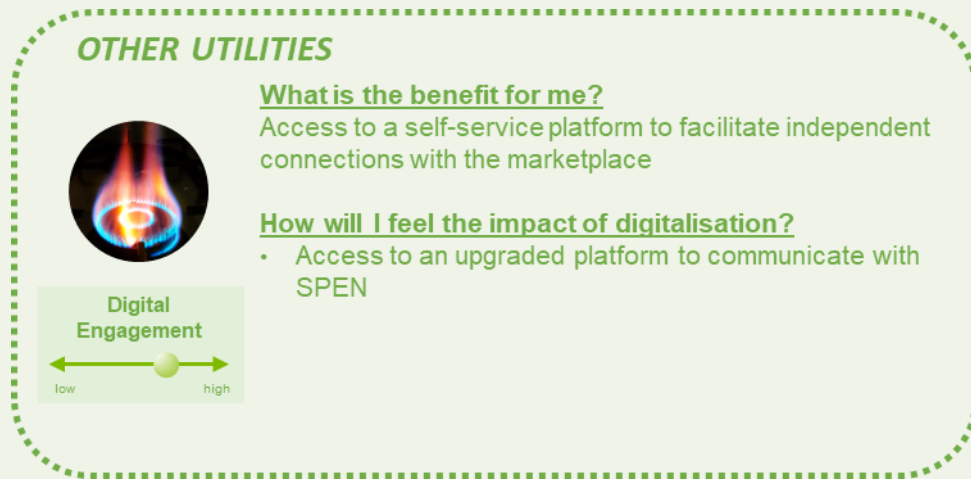 OTHER UTILITIES
What is the benefit for me?
Access to a self-service platform to facilitate independent
connections with the marketplace
How will I feel the impact of digitalisation?
• Access to an upgraded platform to communicate with
SPEN
Digital
Engagement
low high